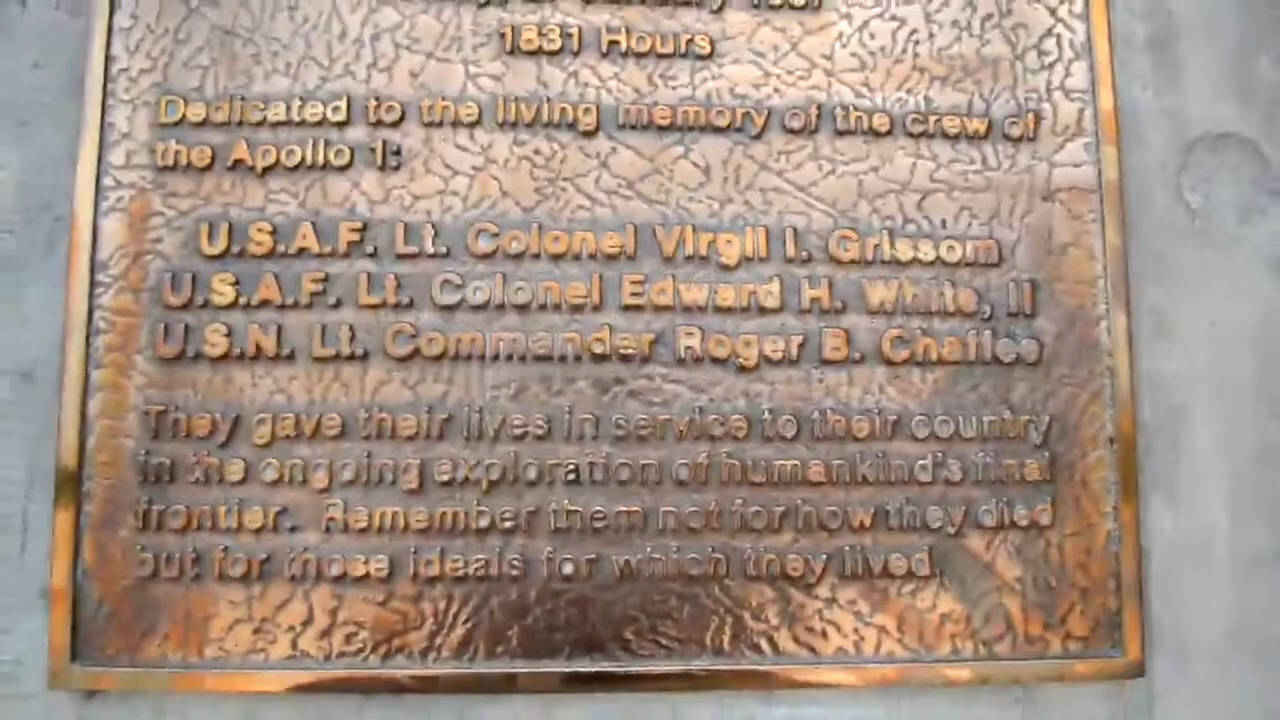 1831 Hours
Dedicated to the living memory of the crew of
the Apollo 1:
U.S.A.F. Lt. Colonel Virgil I. Grissom
U.S.A.F. Lt. Colonel Edward H. White, II
U.S.N. Lt. Commander Roger B. Chaffee
They gave their lives in service to their country
in the ongoing exploration of humankind's final
frontier. Remember them not for how they died
but for those ideals for which they lived.